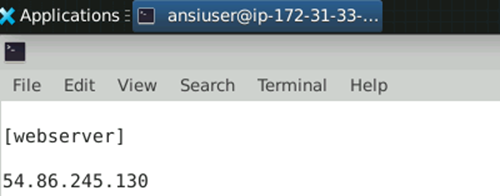 Applications
ansiuser@ip-172-31-33-...
File Edit View Search Terminal Help
[webserver]
54.86.245.130